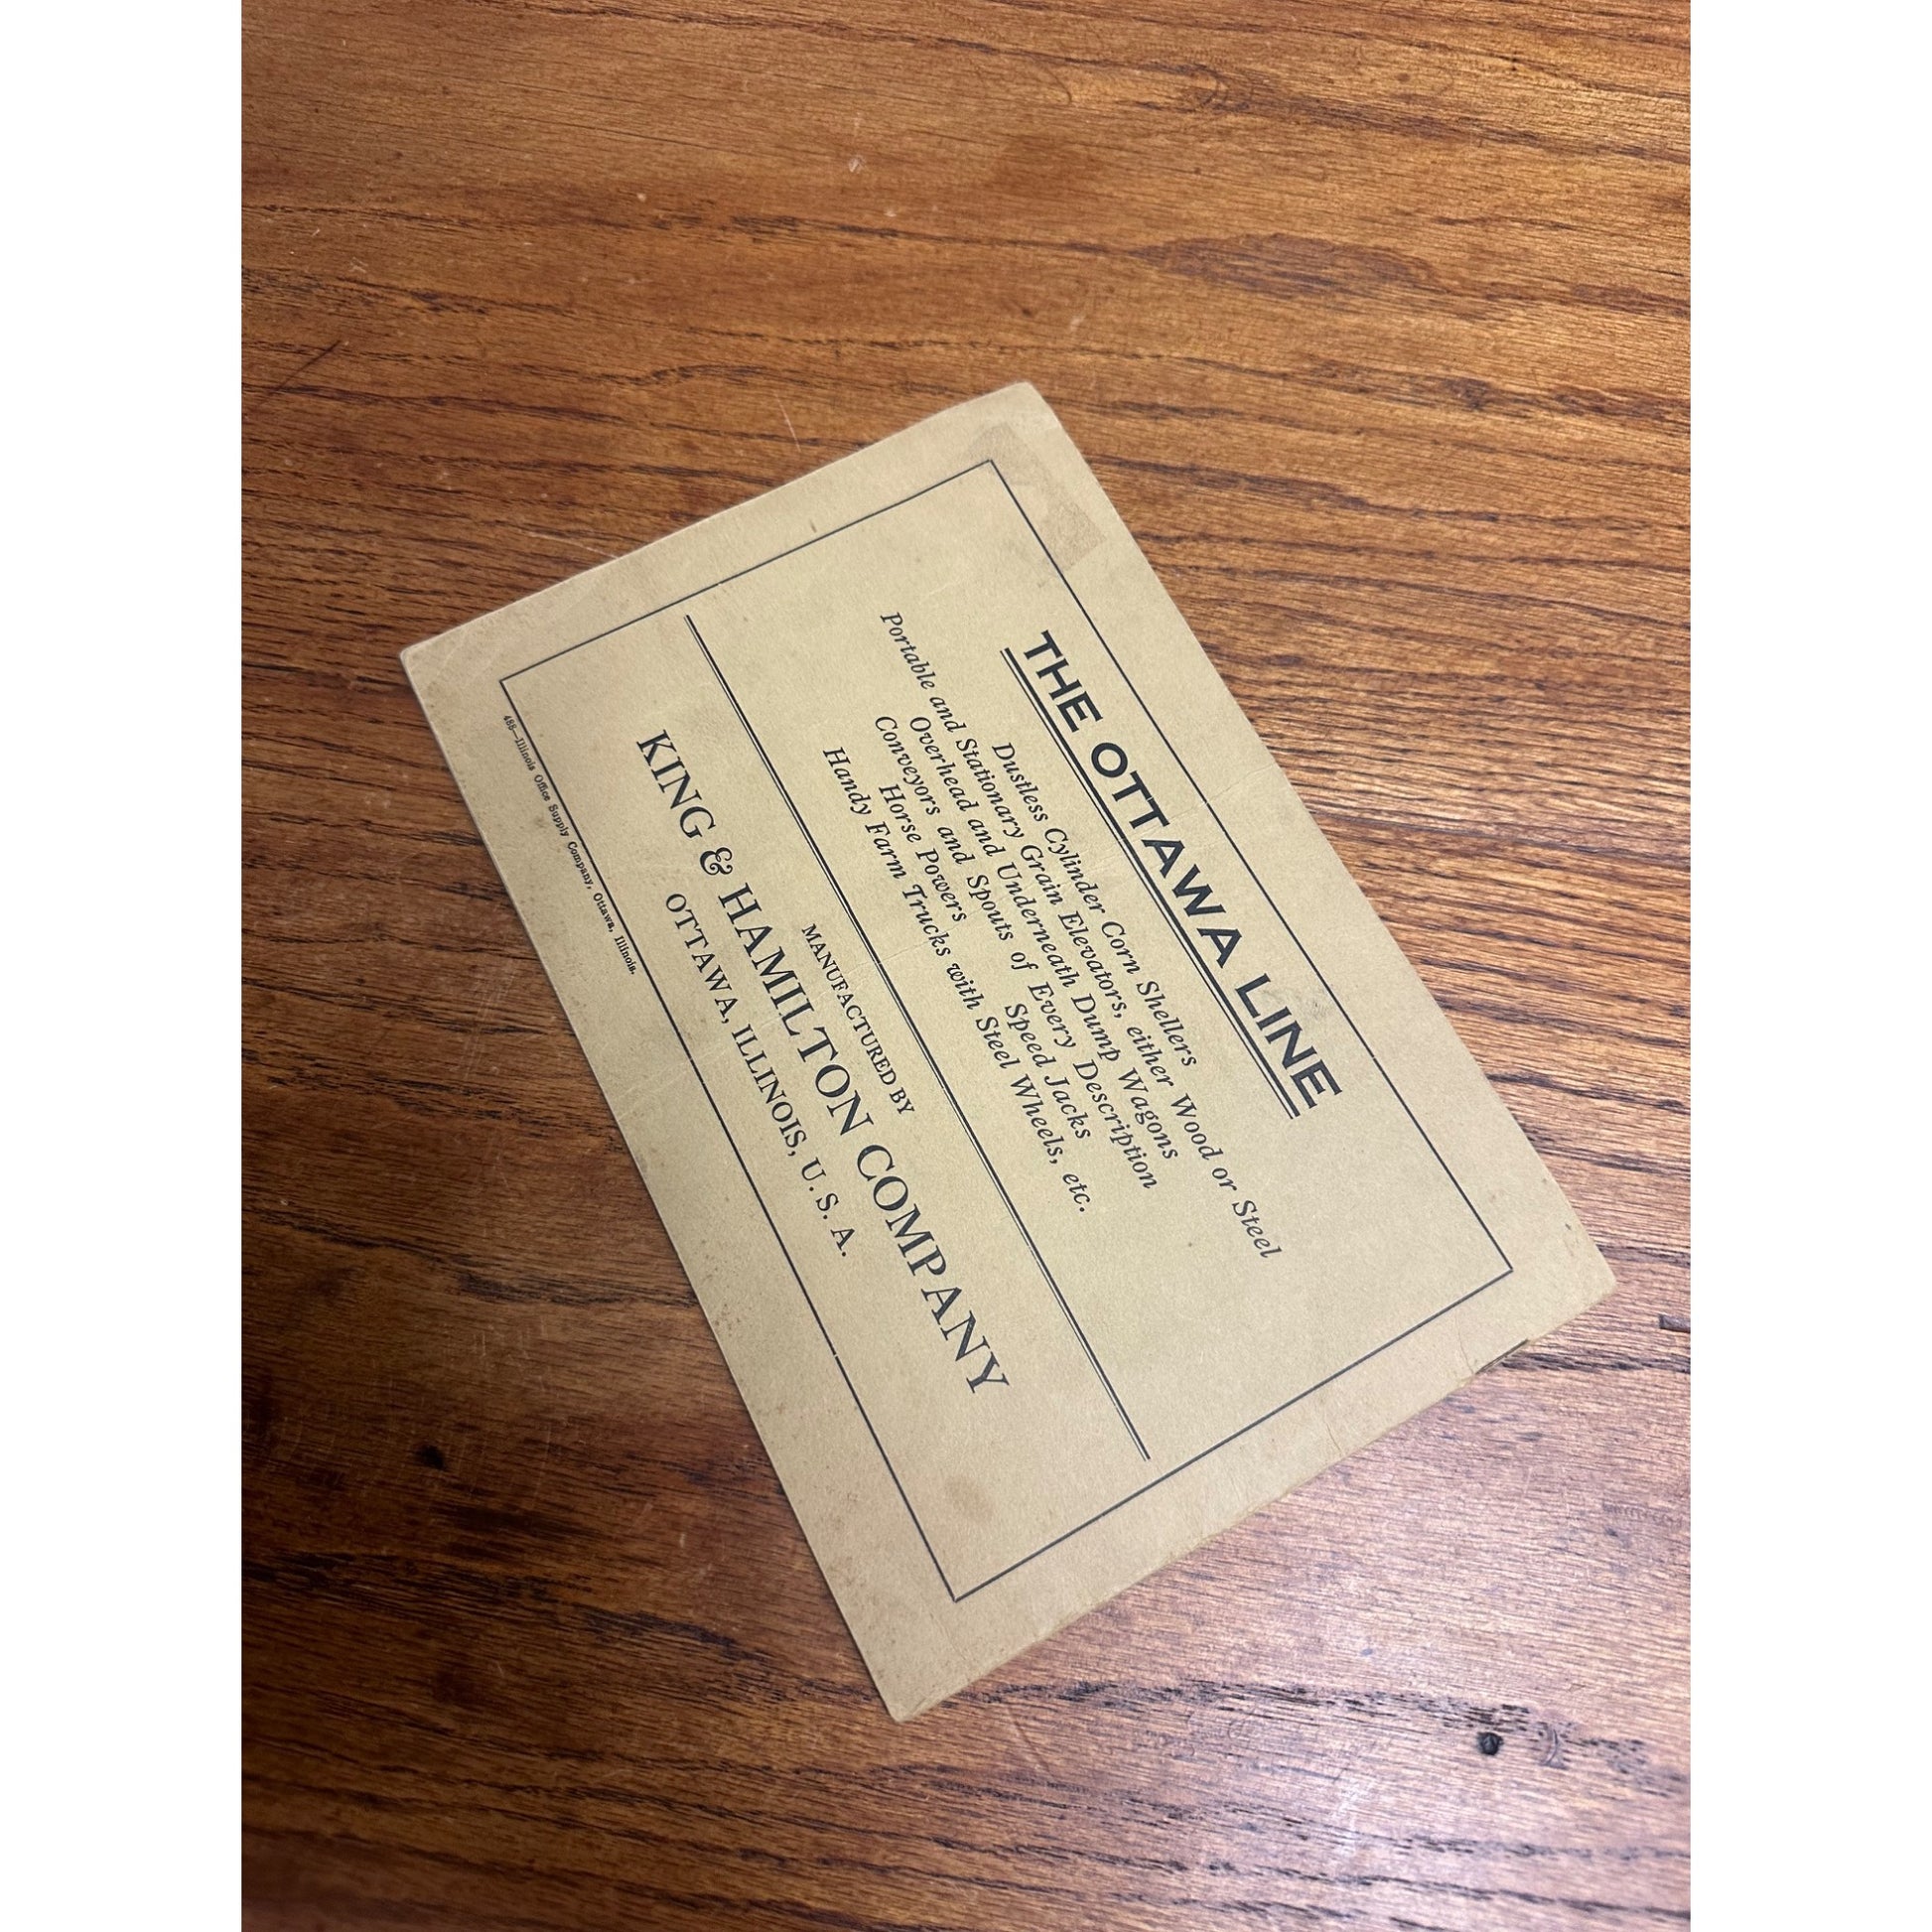 THE OTTAWA LINE
Dustless Cylinder Corn Shellers
Portable and Stationary Grain Elevators, either Wood or Steel
Overhead and Underneath Dump Wagons
Conveyors and Spouts of Every Description
Horse Powers Speed Jacks
Handy Farm Trucks with Steel Wheels, etc.
MANUFACTURED BY
KING & HAMILTON COMPANY
OTTAWA, ILLINOIS, U. S. A.
488—Illinois Office Supply Company, Ottawa, Illinois.